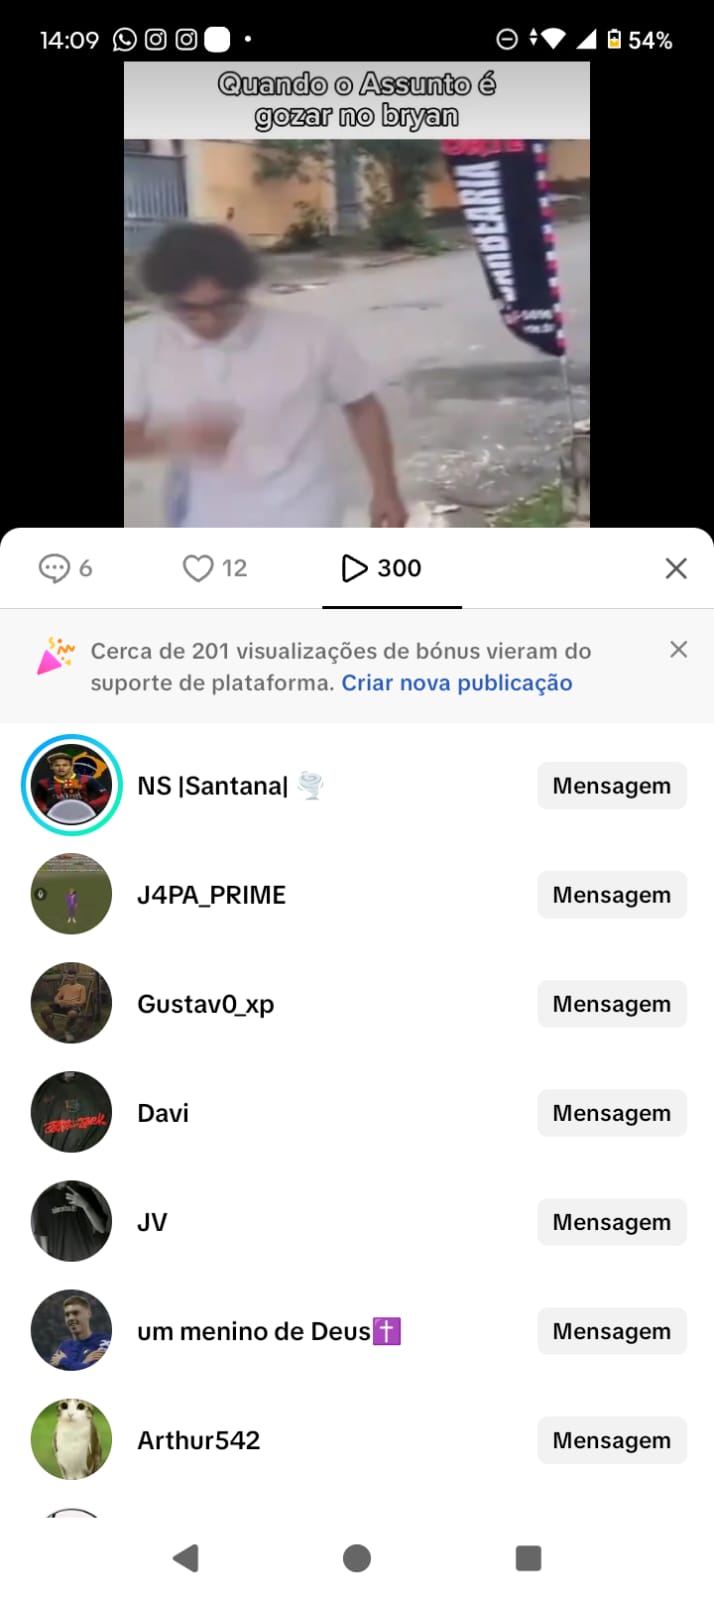 14:09
54%
Quando o Assunto é
gozar no bryan
BARBEARIA
6
12
300
Cerca de 201 visualizações de bónus vieram do
suporte de plataforma. Criar nova publicação
NS |Santana| 🌪️
Mensagem
J4PA_PRIME
Mensagem
Gustav0_xp
Mensagem
Davi
Mensagem
JV
Mensagem
um menino de Deus✝️
Mensagem
Arthur542
Mensagem